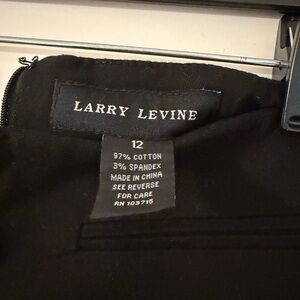 LARRY LEVINE
12
97% COTTON
3% SPANDEX
MADE IN CHINA
SEE REVERSE
FOR CARE
RN 103715